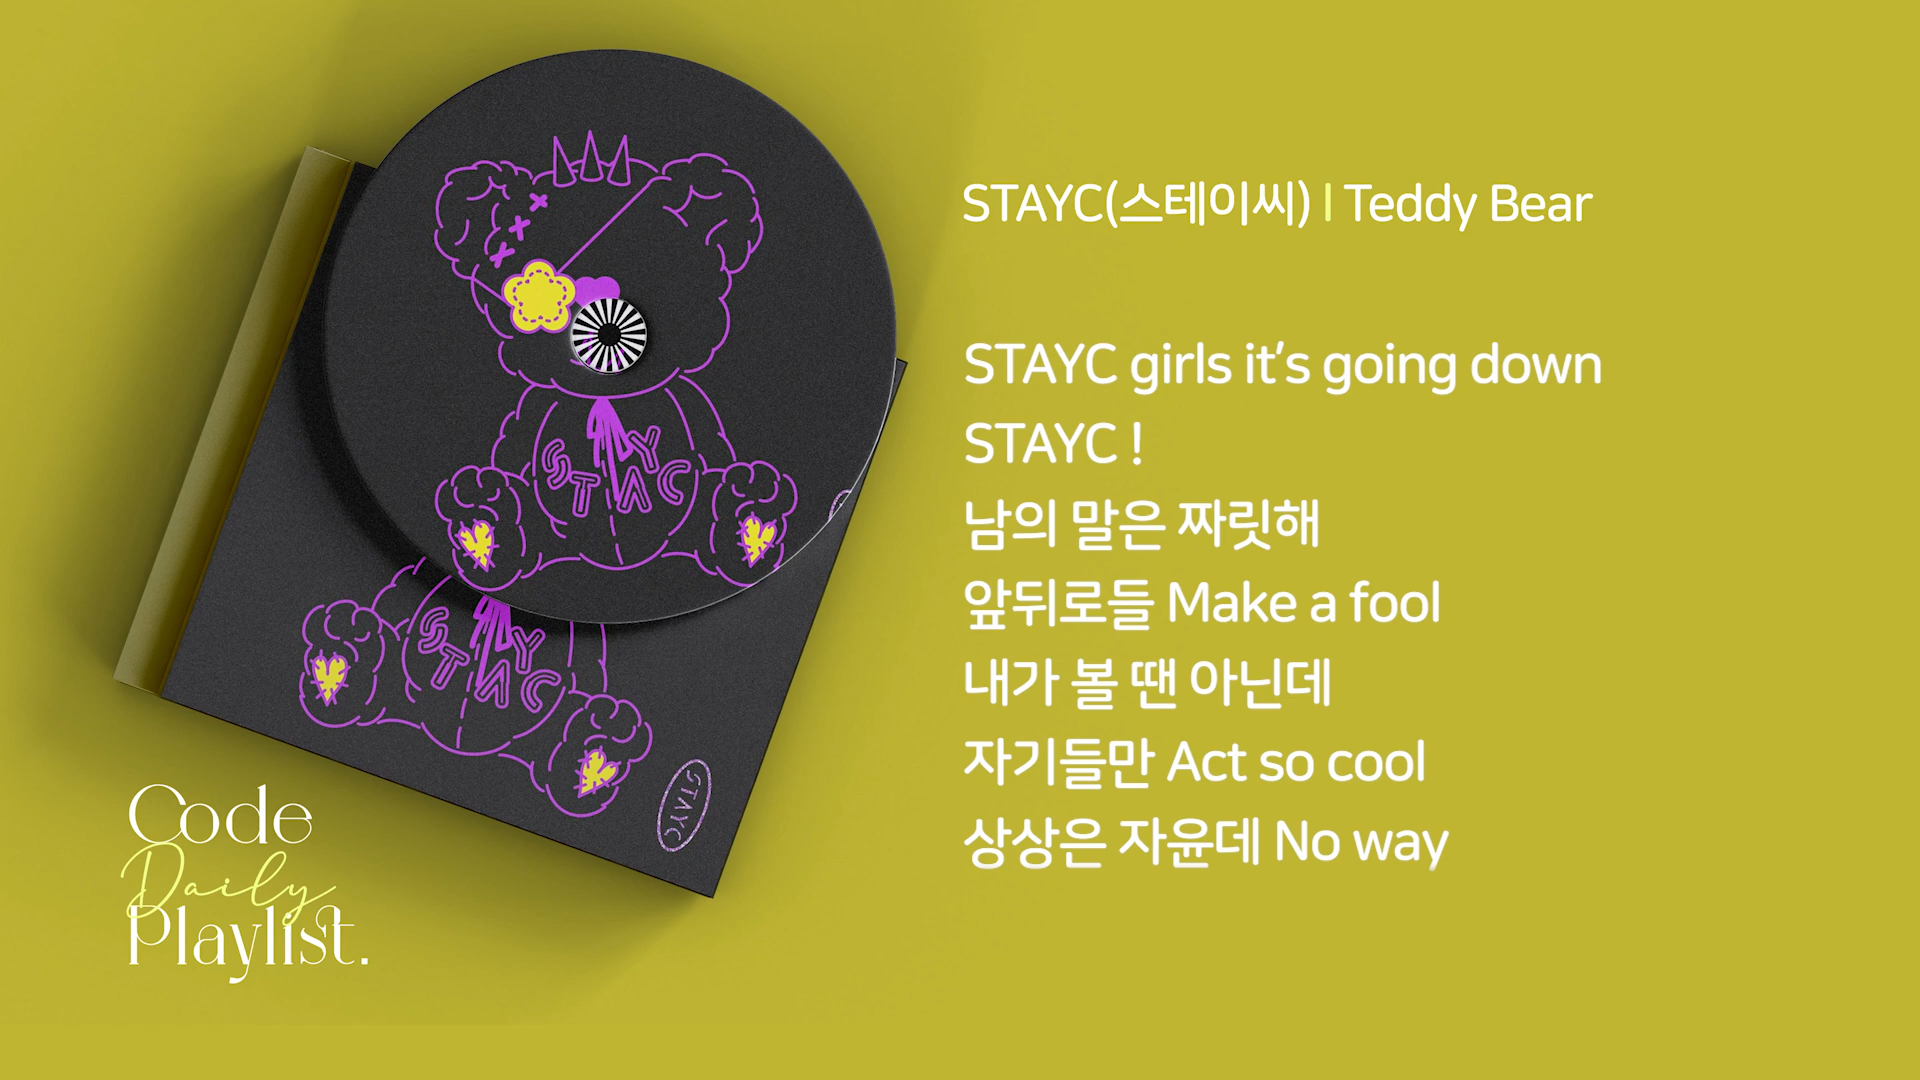 STAYC(스테이씨) I Teddy Bear
STAYC girls it's going down
STAYC !
남의 말은 짜릿해
앞뒤로들 Make a fool
내가 볼 땐 아닌데
자기들만 Act so cool
상상은 자윤데 No way
STAYC
STAYC
STAYC
Code
Daily
Playlist.